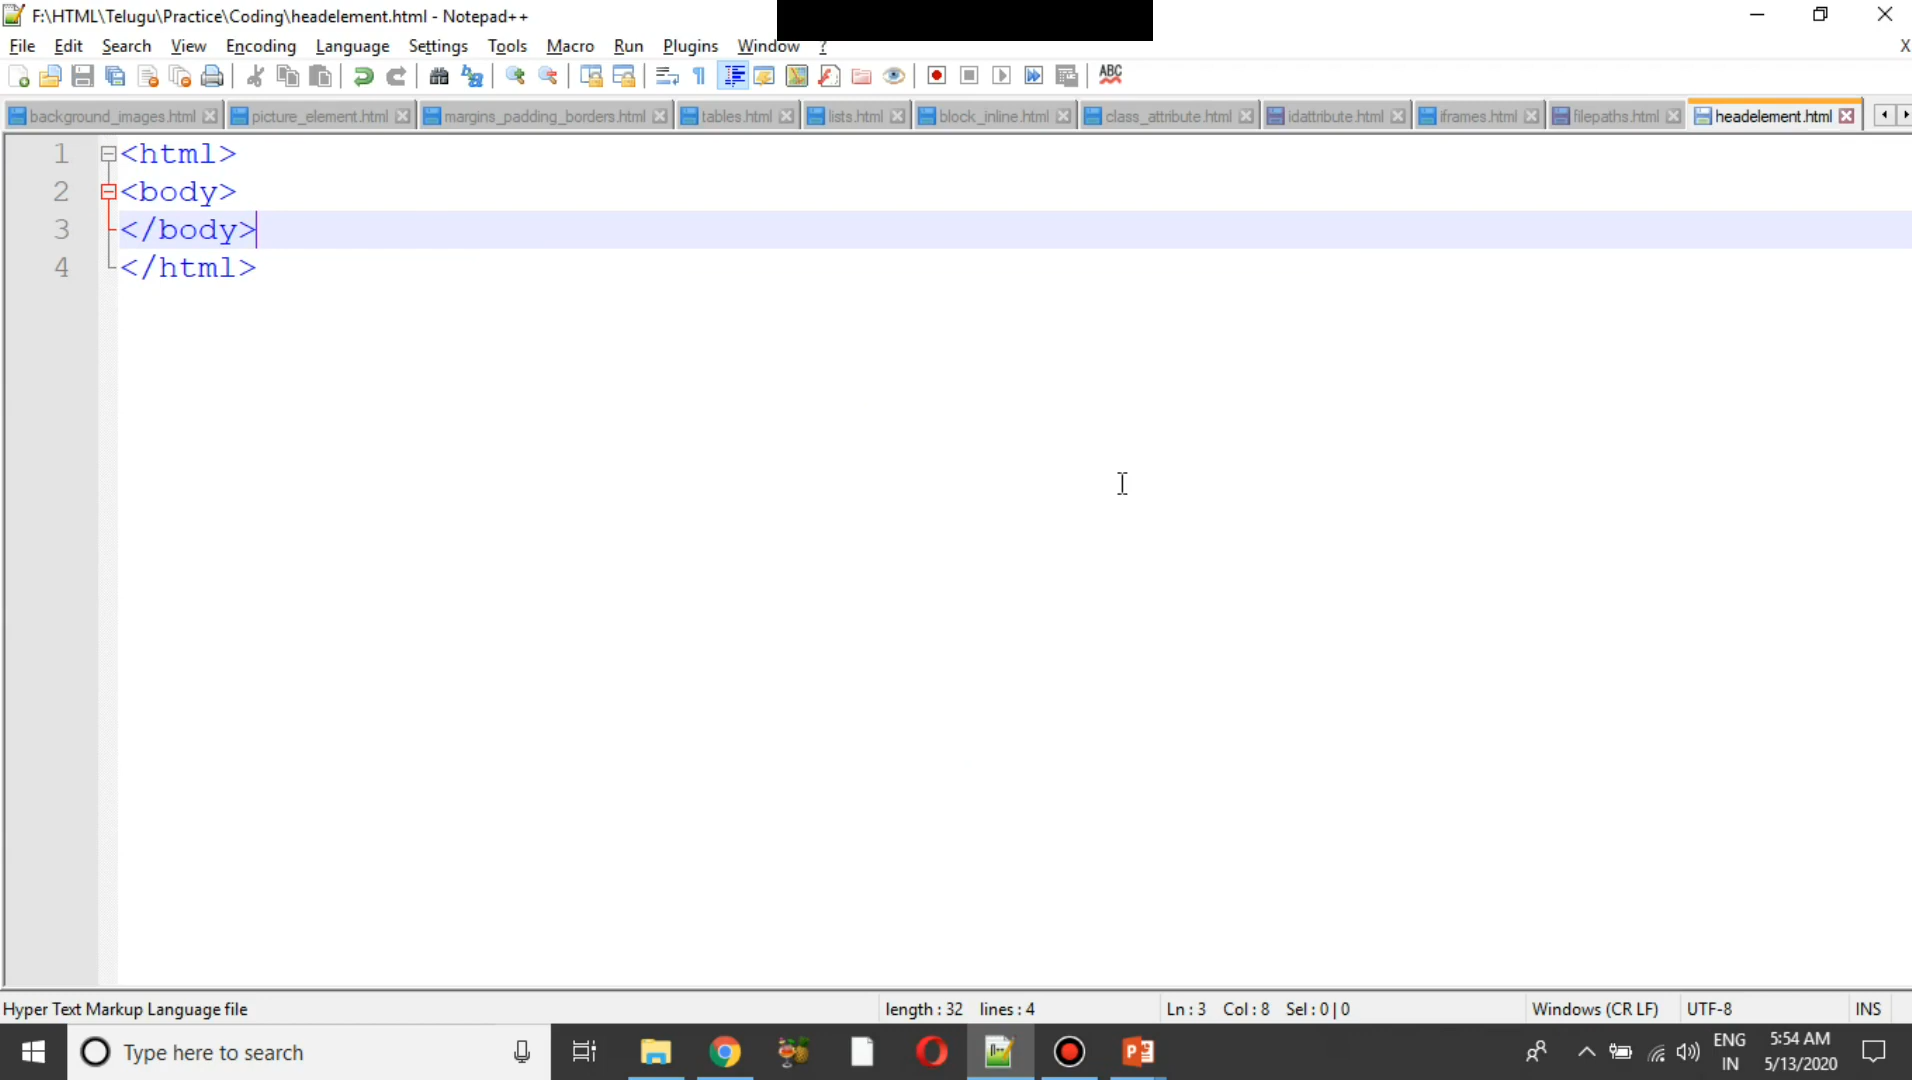 F:\HTML\Telugu\Practice\Coding\headelement.html - Notepad++
File Edit Search View Encoding Language Settings Tools Macro Run Plugins Window ? X
ABC
background_images.html picture_element.html margins_padding_borders.html tables.html lists.html block_inline.html class_attribute.html idattribute.html iframes.html filepaths.html headelement.html
1 <html>
2 <body>
3 </body>
4 </html>
Hyper Text Markup Language file length : 32 lines : 4 Ln : 3 Col : 8 Sel : 0 | 0 Windows (CR LF) UTF-8 INS
Type here to search
ENG 5:54 AM
IN 5/13/2020